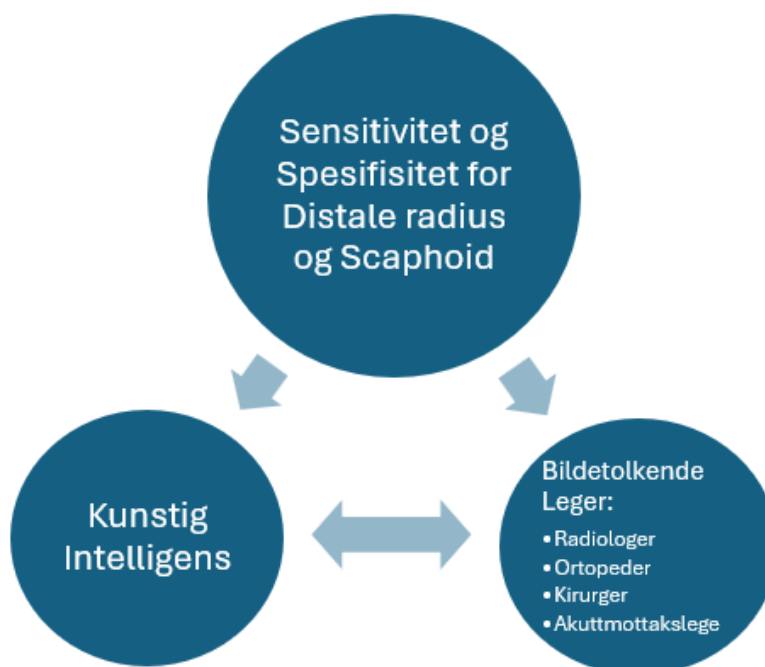 Sensitivitet og
Spesifisitet for
Distale radius
og Scaphoid
Kunstig
Intelligens
Bildetolkende
Leger:
• Radiologer
• Ortopeder
• Kirurger
• Akuttmottakslege